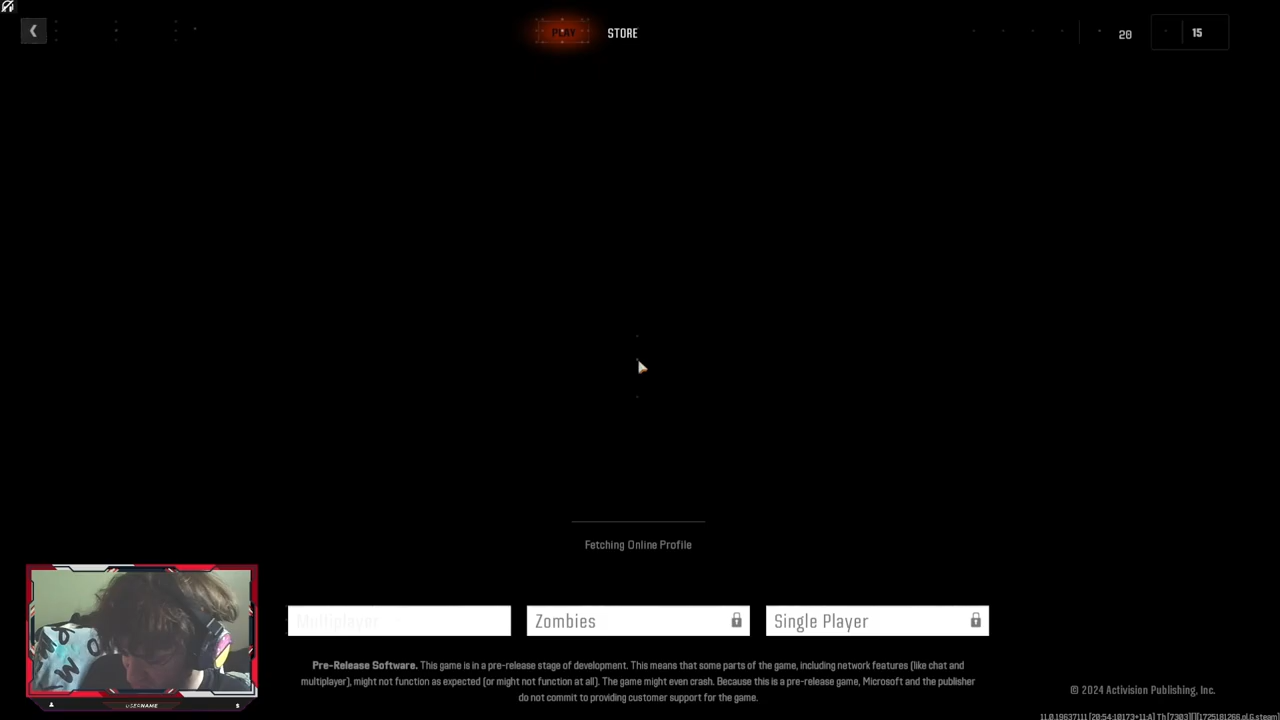 PLAY STORE
20 15
Fetching Online Profile
Multiplayer Zombies Single Player
Pre-Release Software. This game is in a pre-release stage of development. This means that some parts of the game, including network features (like chat and
multiplayer), might not function as expected (or might not function at all). The game might even crash. Because this is a pre-release game, Microsoft and the publisher
do not commit to providing customer support for the game.
© 2024 Activision Publishing, Inc.
USERNAME $